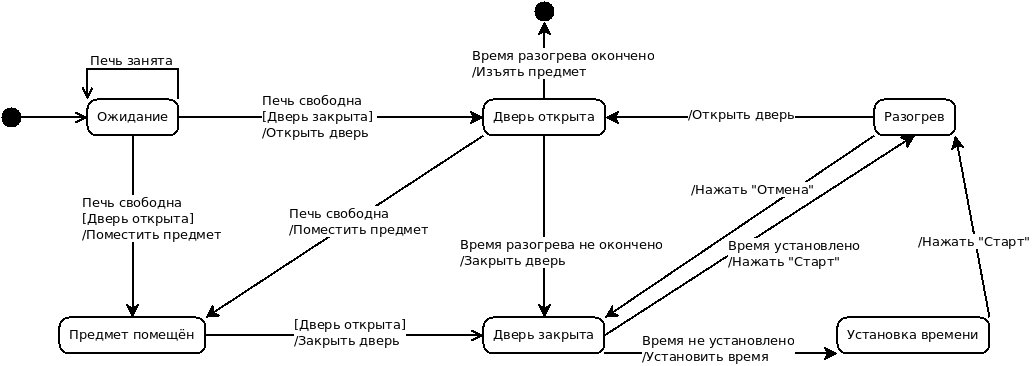 Время разогрева окончено
/Изъять предмет
Печь занята
Ожидание
Печь свободна
[Дверь закрыта]
/Открыть дверь
Дверь открыта
/Открыть дверь
Разогрев
Печь свободна
[Дверь открыта]
/Поместить предмет
Печь свободна
/Поместить предмет
Время разогрева не окончено
/Закрыть дверь
/Нажать "Отмена"
Время установлено
/Нажать "Старт"
/Нажать "Старт"
Предмет помещён
[Дверь открыта]
/Закрыть дверь
Дверь закрыта
Время не установлено
/Установить время
Установка времени